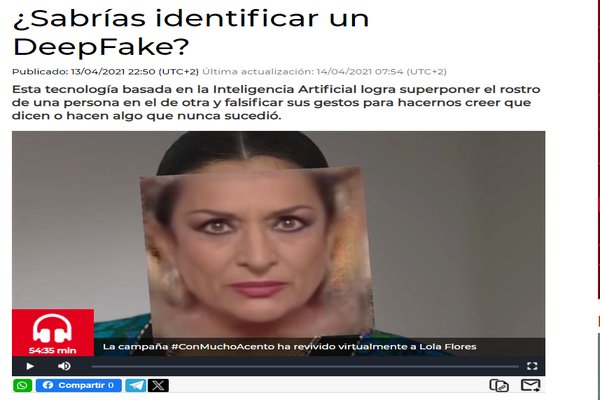 ¿Sabrías identificar un
DeepFake?
Publicado: 13/04/2021 22:50 (UTC+2) Última actualización: 14/04/2021 07:54 (UTC+2)
Esta tecnología basada en la Inteligencia Artificial logra superponer el rostro
de una persona en el de otra y falsificar sus gestos para hacernos creer que
dicen o hacen algo que nunca sucedió.
54:35 min
La campaña #ConMuchoAcento ha revivido virtualmente a Lola Flores
Compartir 0